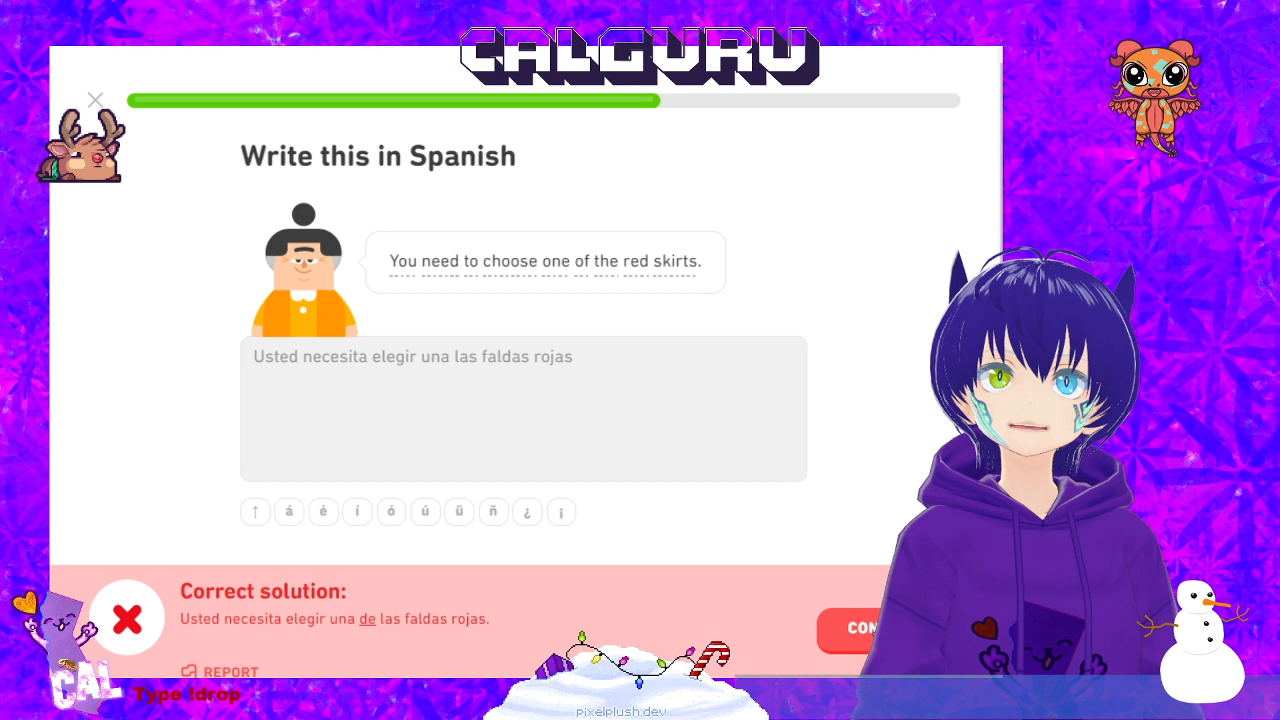 CALGURU
Write this in Spanish
You need to choose one of the red skirts.
Usted necesita elegir una las faldas rojas
↑ á é í ó ú ü ñ ¿ ¡
Correct solution:
Usted necesita elegir una de las faldas rojas.
CON
REPORT
CAL
Type !drop
pixelplush.dev